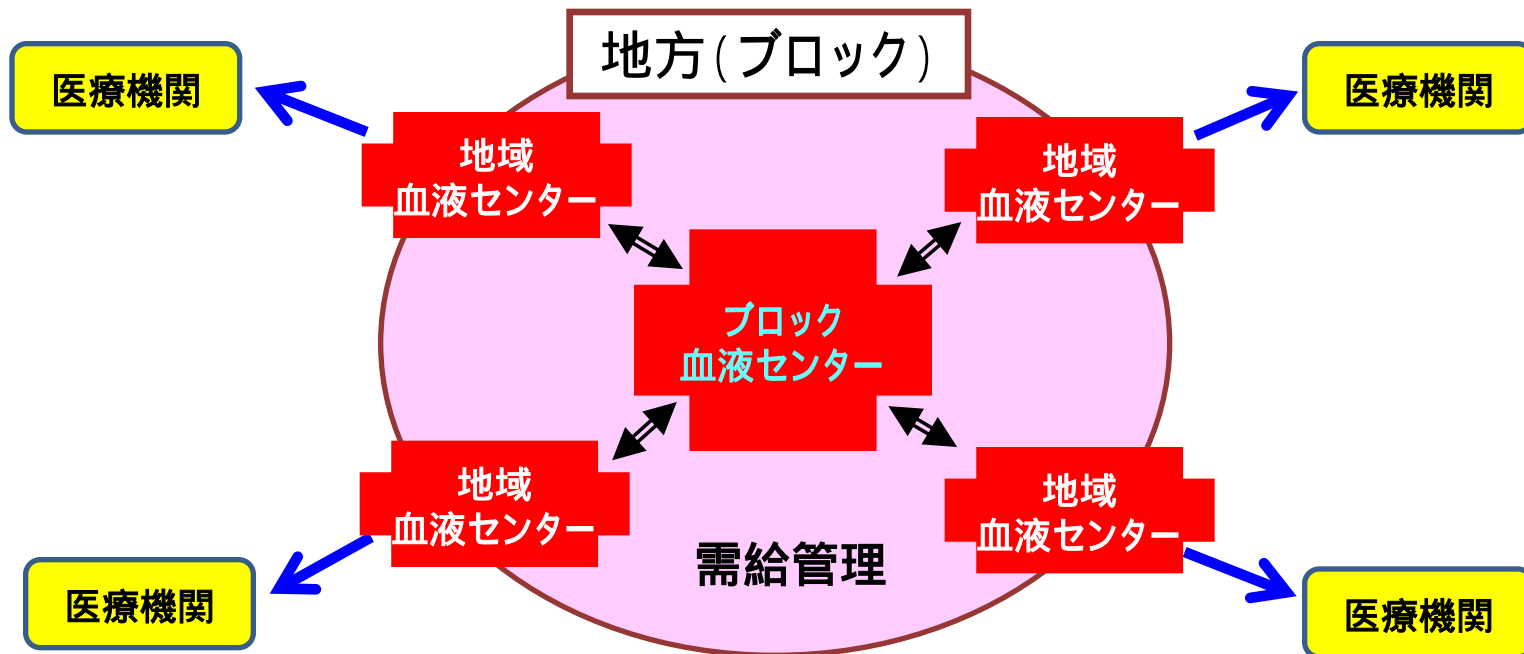 地方(ブロック)
医療機関
医療機関
地域
血液センター
地域
血液センター
ブロック
血液センター
地域
血液センター
地域
血液センター
需給管理
医療機関
医療機関